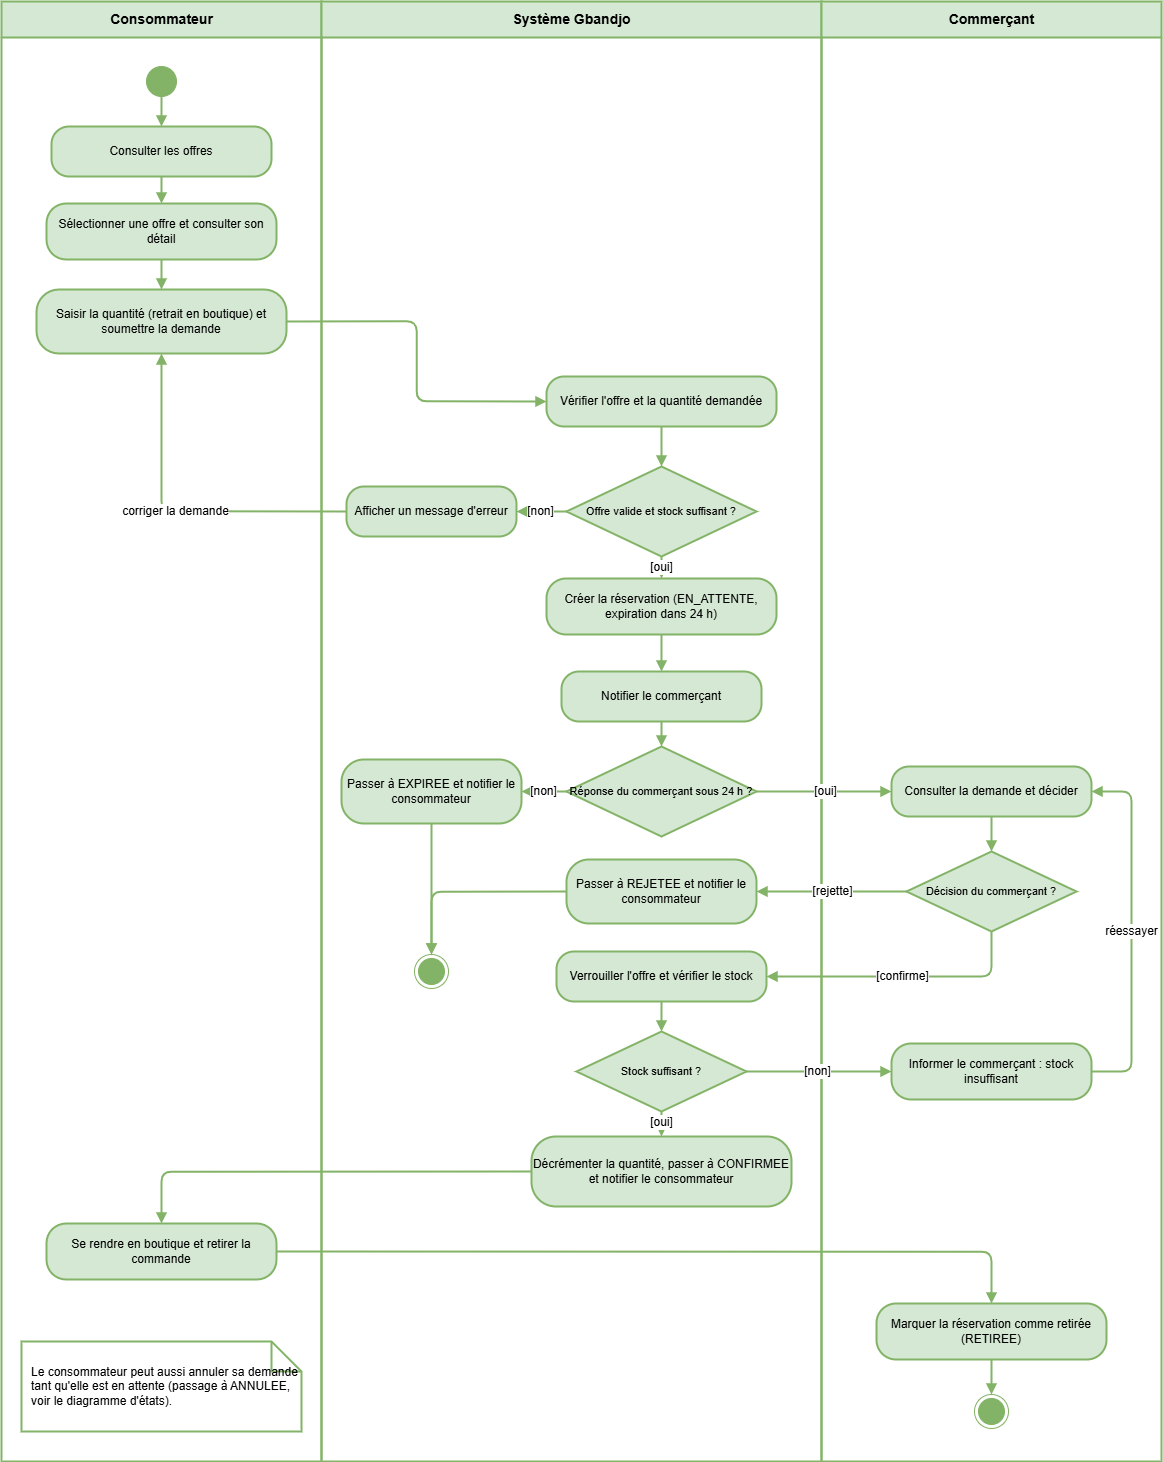 Consommateur
Système Gbandjo
Commerçant
Consulter les offres
Sélectionner une offre et consulter son
détail
Saisir la quantité (retrait en boutique) et
soumettre la demande
Vérifier l'offre et la quantité demandée
corriger la demande
Afficher un message d'erreur
[non]
Offre valide et stock suffisant ?
[oui]
Créer la réservation (EN_ATTENTE,
expiration dans 24 h)
Notifier le commerçant
Passer à EXPIREE et notifier le
consommateur
[non]
Réponse du commerçant sous 24 h ?
[oui]
Consulter la demande et décider
Passer à REJETEE et notifier le
consommateur
[rejette]
Décision du commerçant ?
réessayer
Verrouiller l'offre et vérifier le stock
[confirme]
Stock suffisant ?
[non]
Informer le commerçant : stock
insuffisant
[oui]
Décrémenter la quantité, passer à CONFIRMEE
et notifier le consommateur
Se rendre en boutique et retirer la
commande
Marquer la réservation comme retirée
(RETIREE)
Le consommateur peut aussi annuler sa demande
tant qu'elle est en attente (passage à ANNULEE,
voir le diagramme d'états).